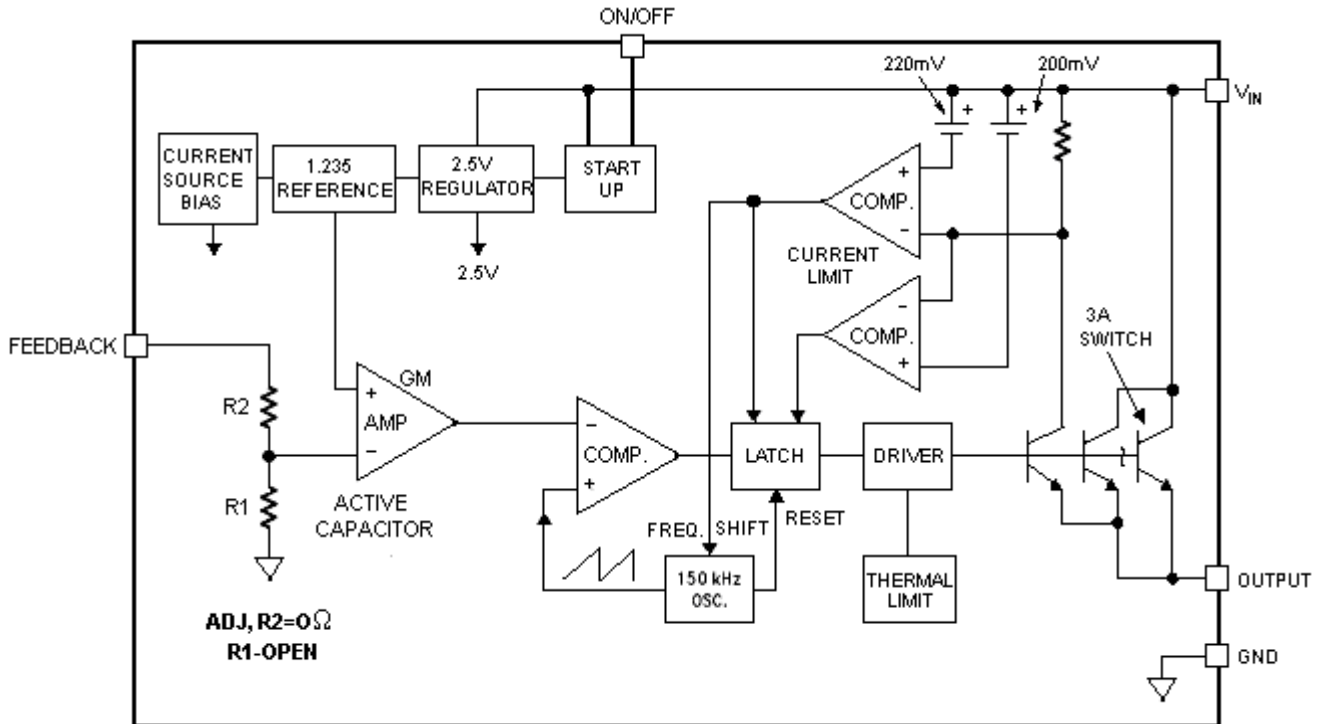 ON/OFF
220mV
200mV
+
+
VIN
CURRENT
SOURCE
BIAS
1.235
REFERENCE
2.5V
REGULATOR
START
UP
+
COMP.
-
2.5V
CURRENT
LIMIT
-
COMP.
+
3A
SWITCH
FEEDBACK
GM
+
AMP
-
R2
-
COMP.
+
LATCH
DRIVER
R1
ACTIVE
CAPACITOR
FREQ. SHIFT
RESET
150 kHz
OSC.
THERMAL
LIMIT
OUTPUT
ADJ, R2=0Ω
R1-OPEN
GND